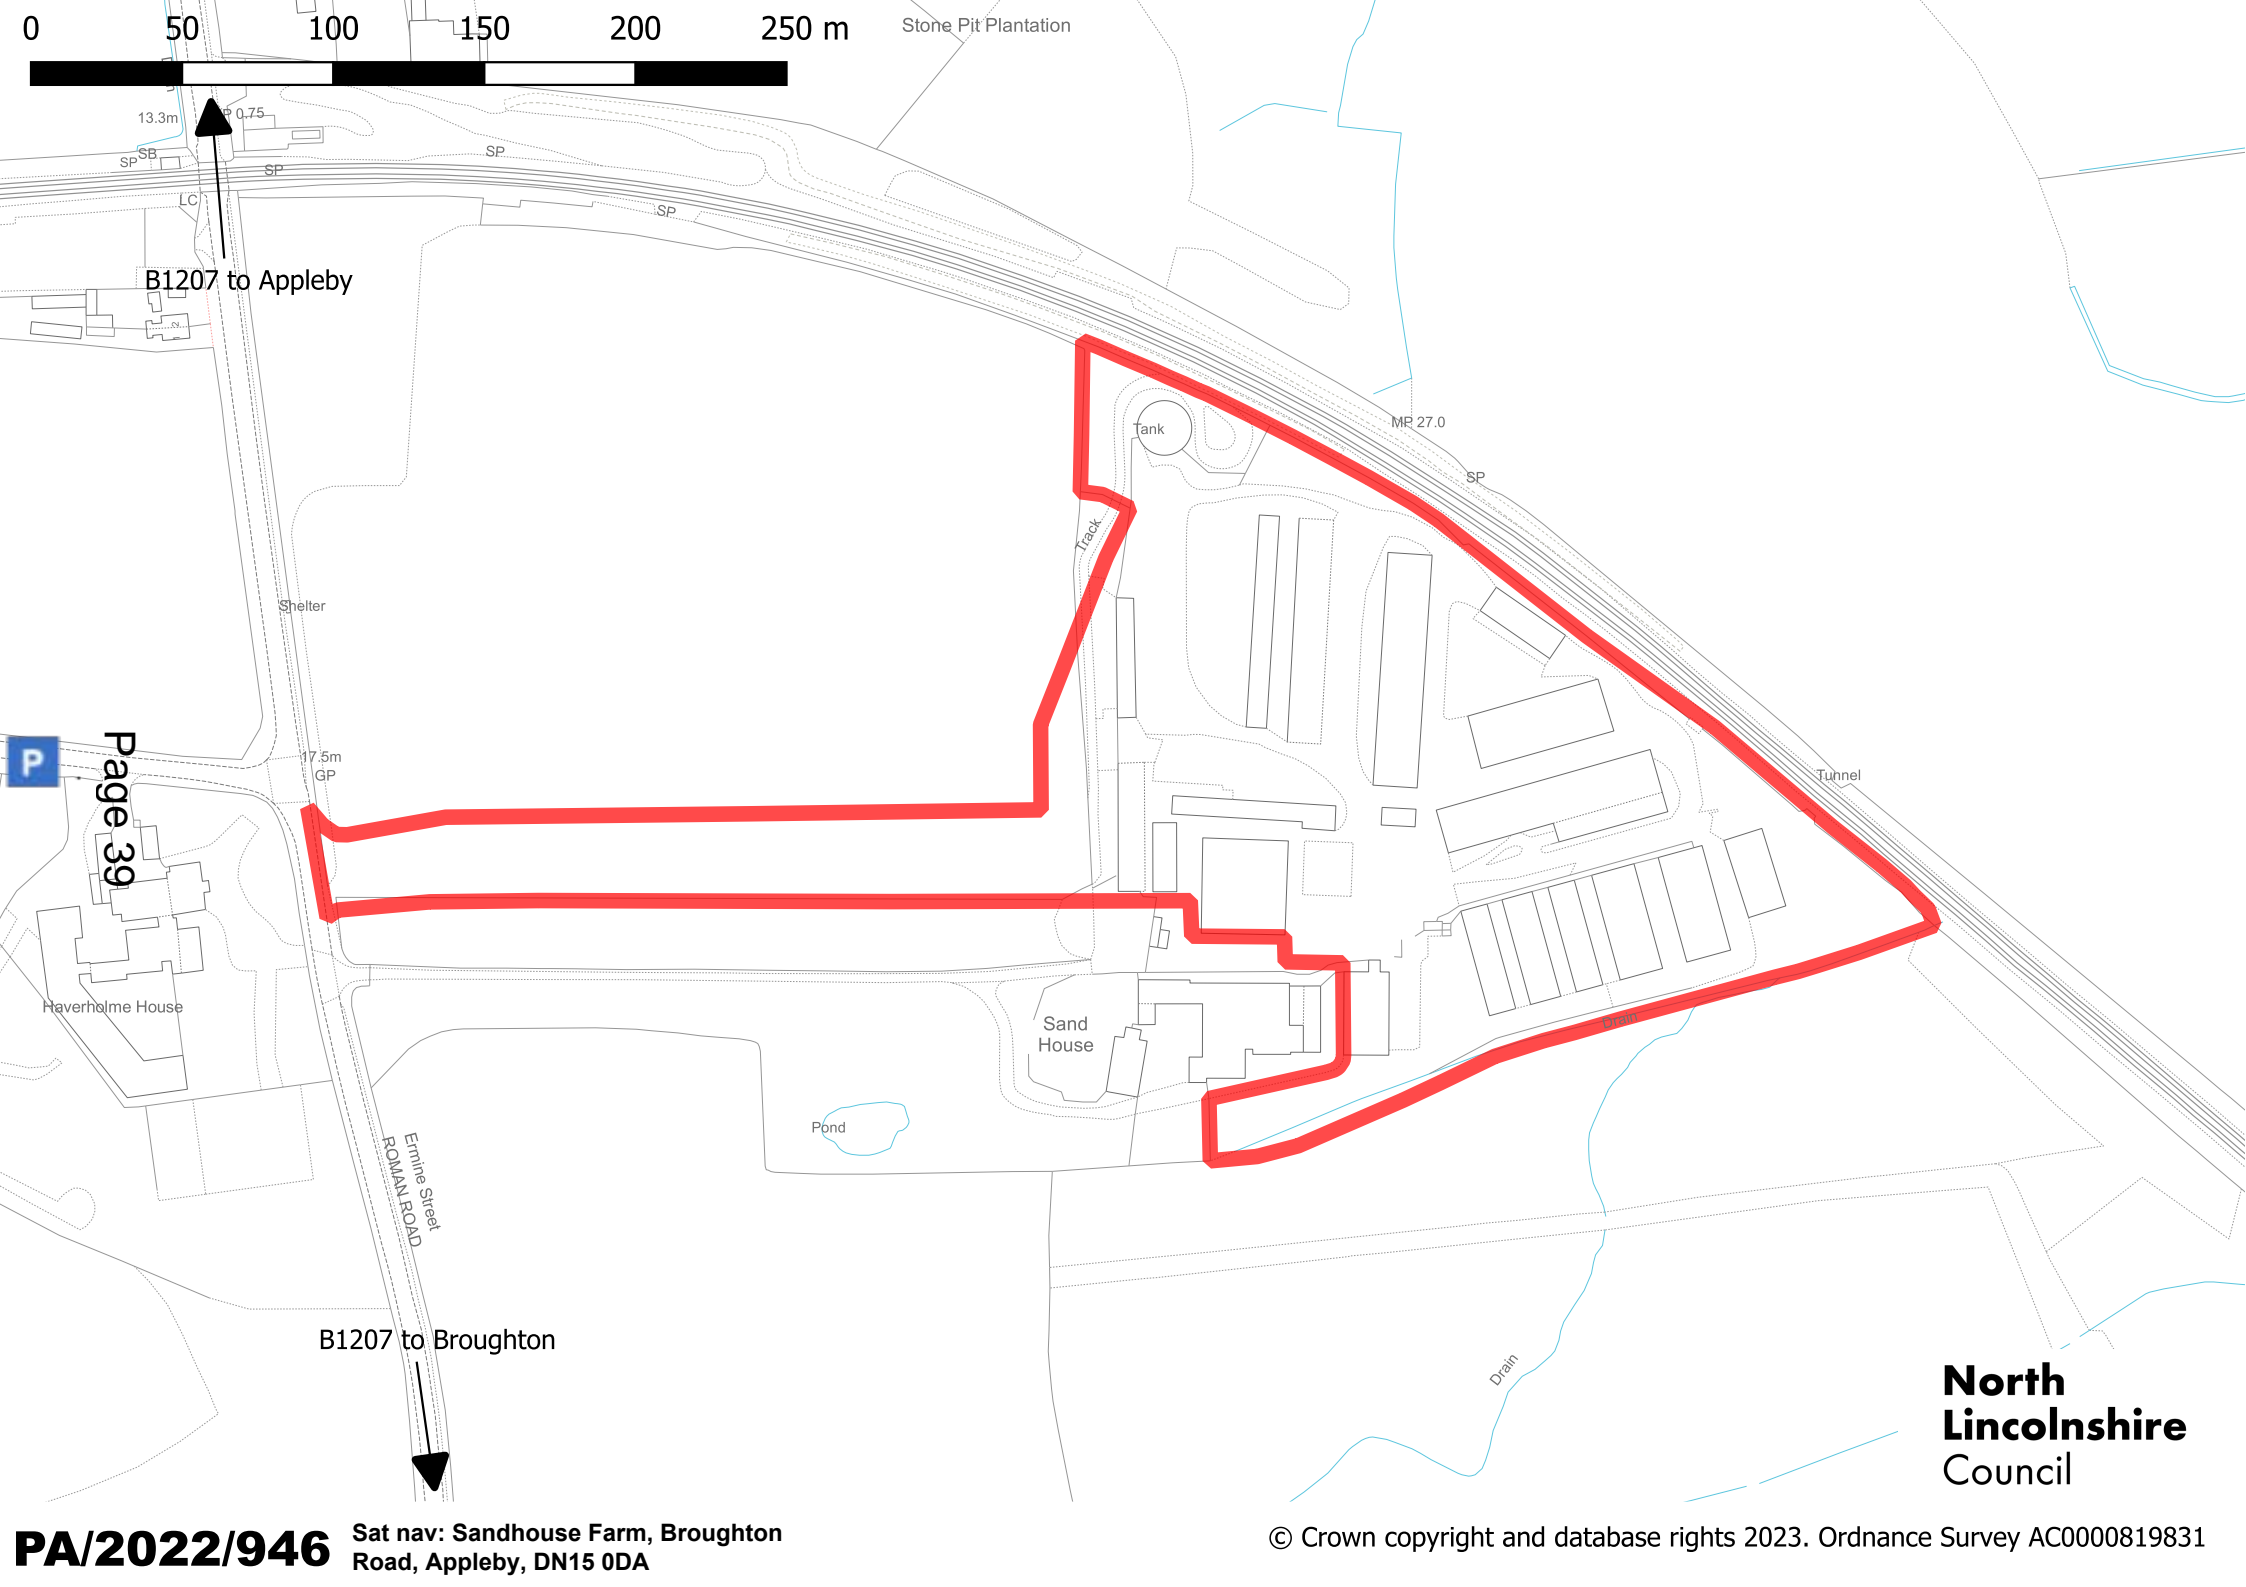 0 50 100 150 200 250 m
Stone Pit Plantation
13.3m
P 0.75
SP
SB
SP
SP
SP
LC
B1207 to Appleby
2
MP 27.0
Tank
SP
Track
Shelter
17.5m
GP
P
Page 39
Tunnel
Haverholme House
Sand
House
Drain
Pond
Ermine Street
ROMAN ROAD
B1207 to Broughton
Drain
North
Lincolnshire
Council
PA/2022/946
Sat nav: Sandhouse Farm, Broughton
Road, Appleby, DN15 0DA
© Crown copyright and database rights 2023. Ordnance Survey AC0000819831